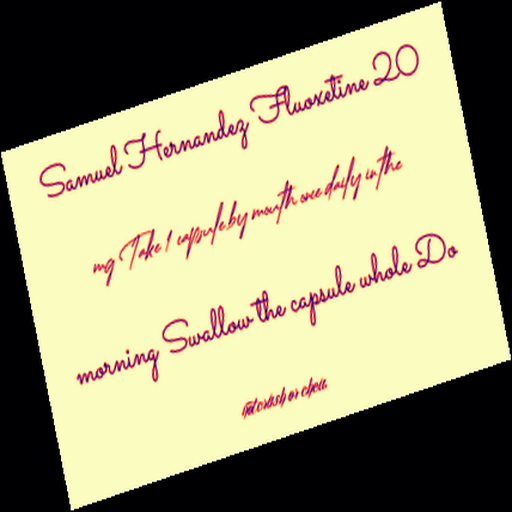 Samuel Hernandez Fluoxetine 20
mg Take 1 capsule by mouth once daily in the
morning Swallow the capsule whole Do
not crush or chew